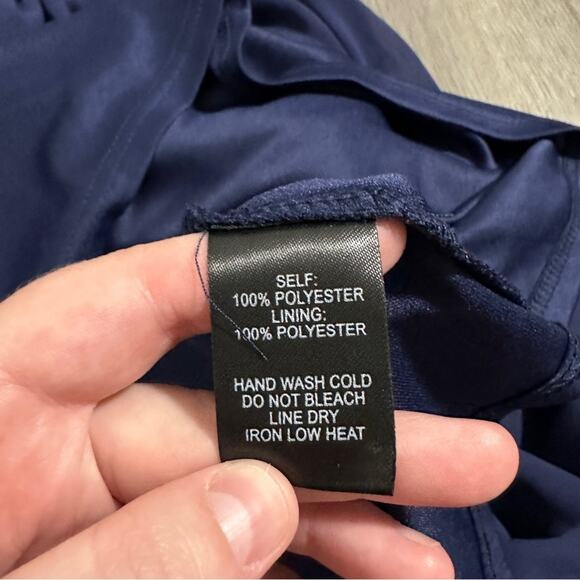 SELF:
100% POLYESTER
LINING:
100% POLYESTER
HAND WASH COLD
DO NOT BLEACH
LINE DRY
IRON LOW HEAT